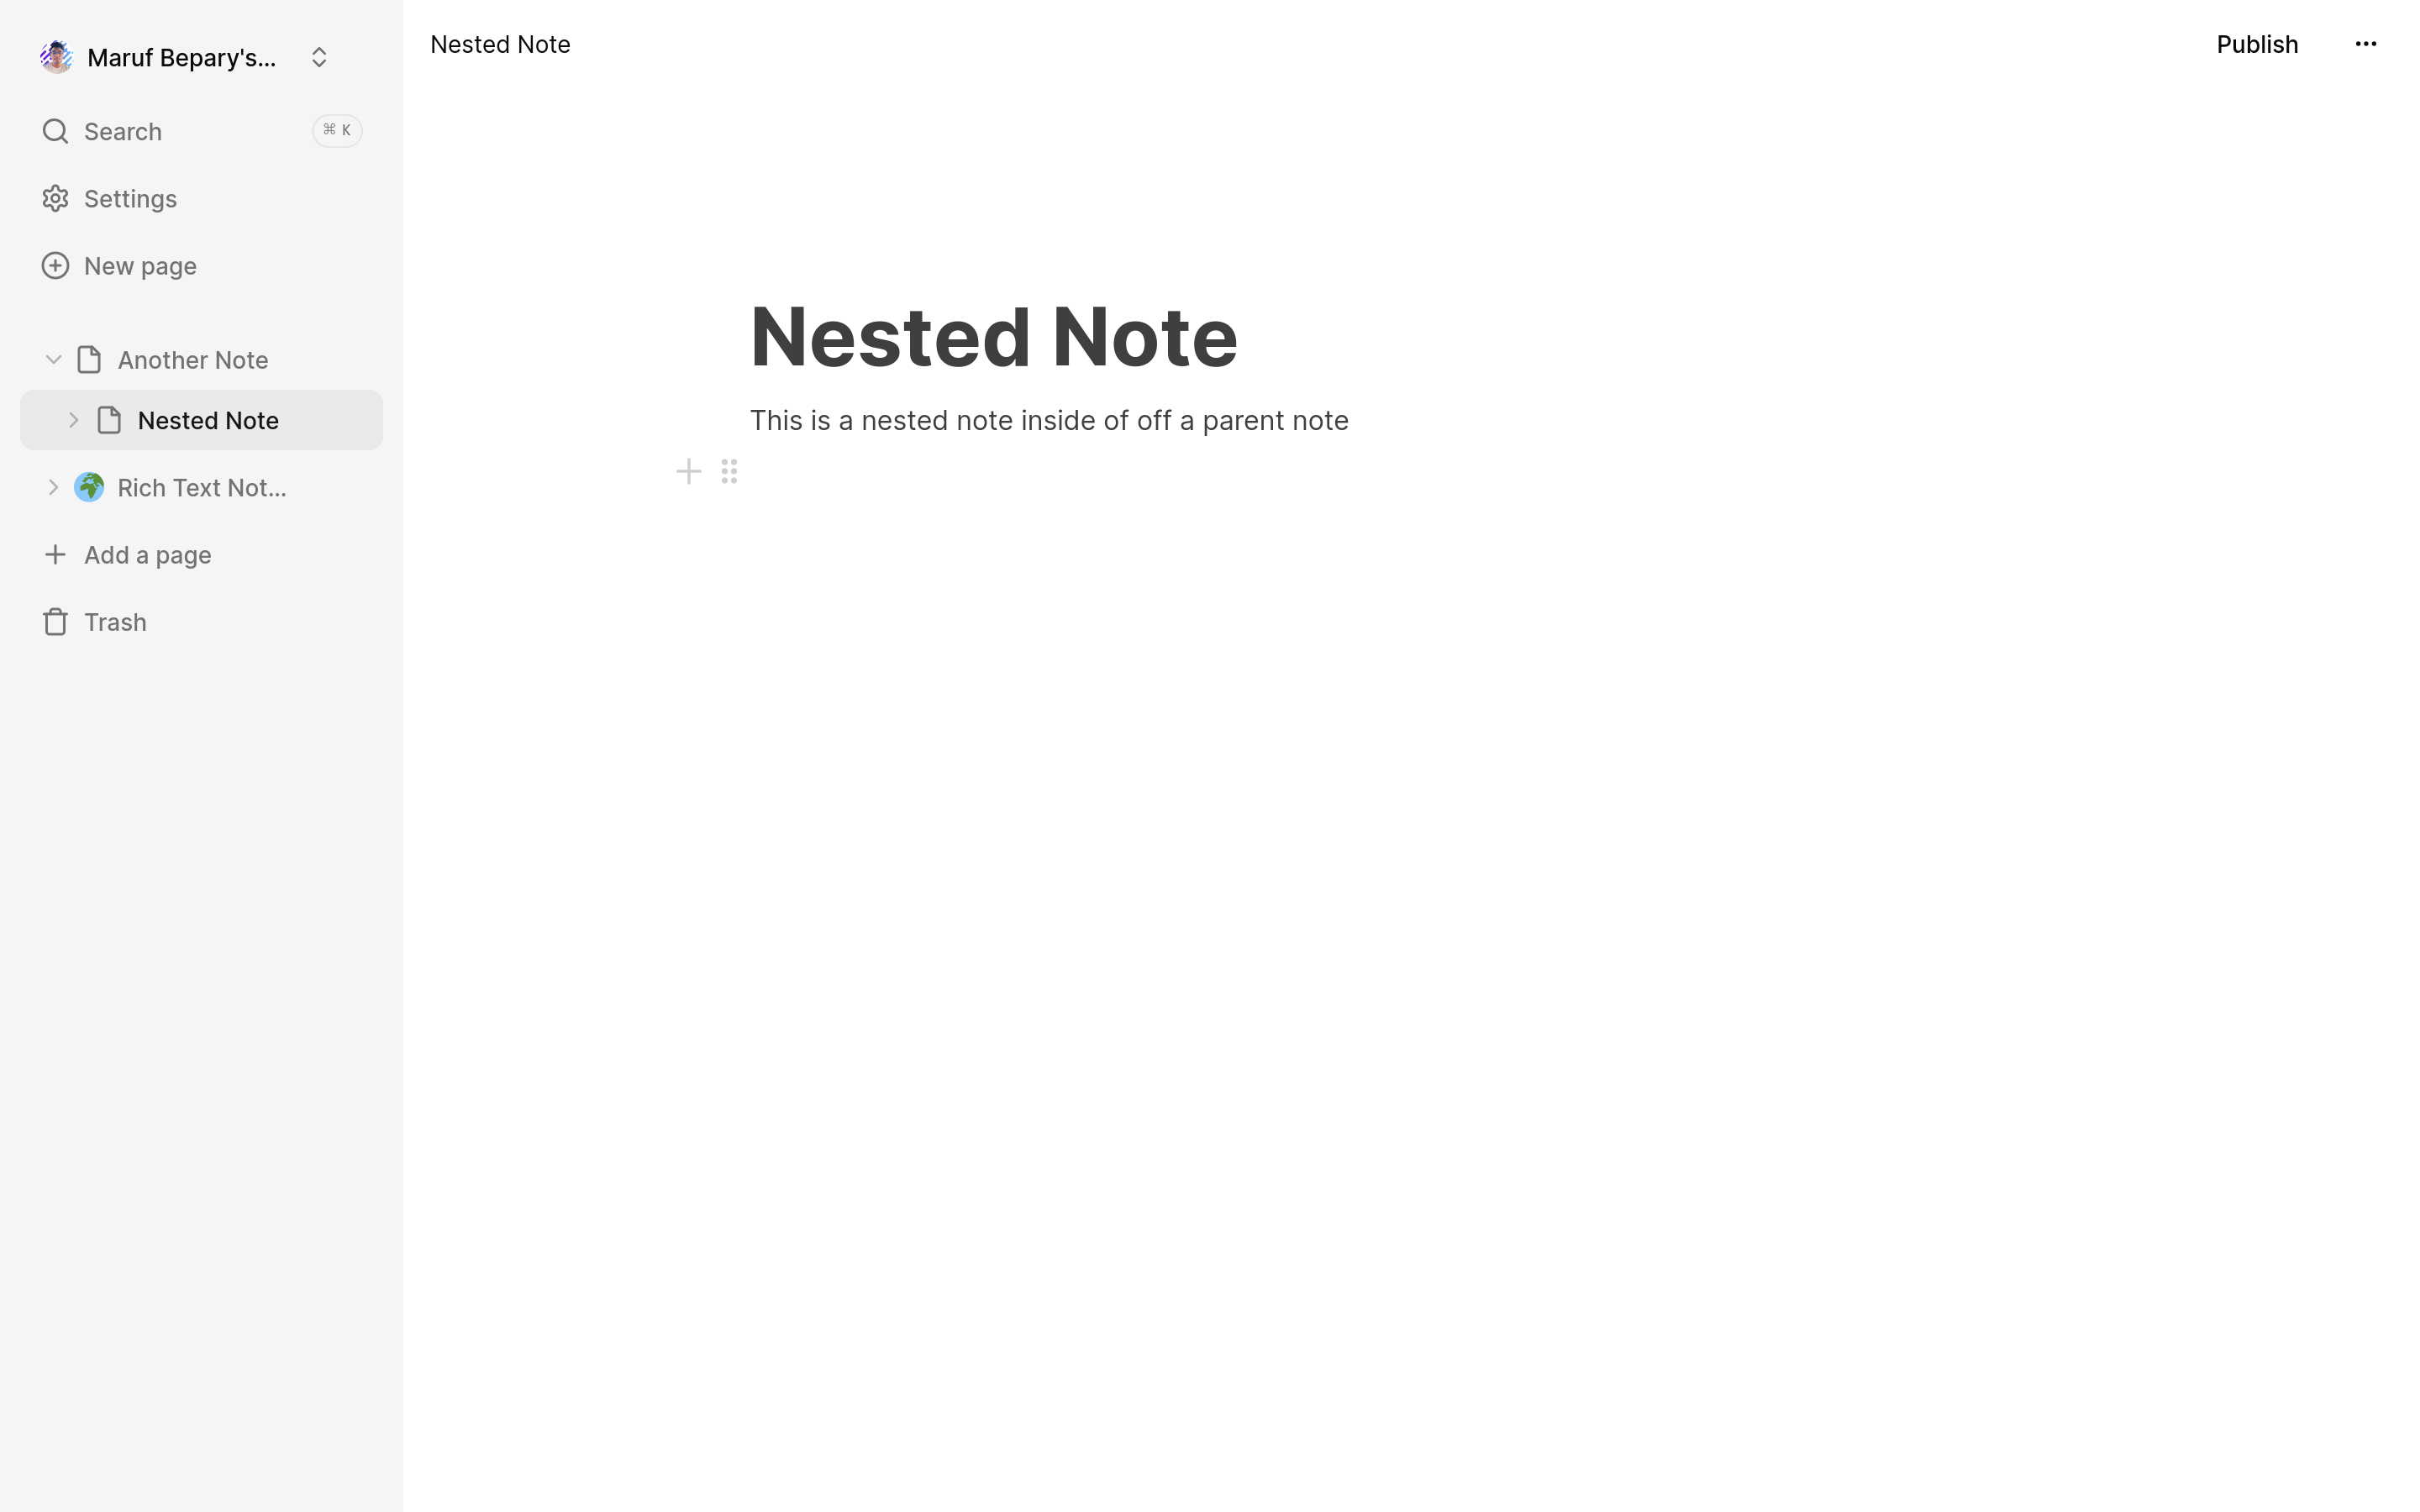 Maruf Bepary's...
Search ⌘ K
Settings
New page
Another Note
Nested Note
Rich Text Not...
Add a page
Trash
Nested Note
Publish
Nested Note
This is a nested note inside of off a parent note